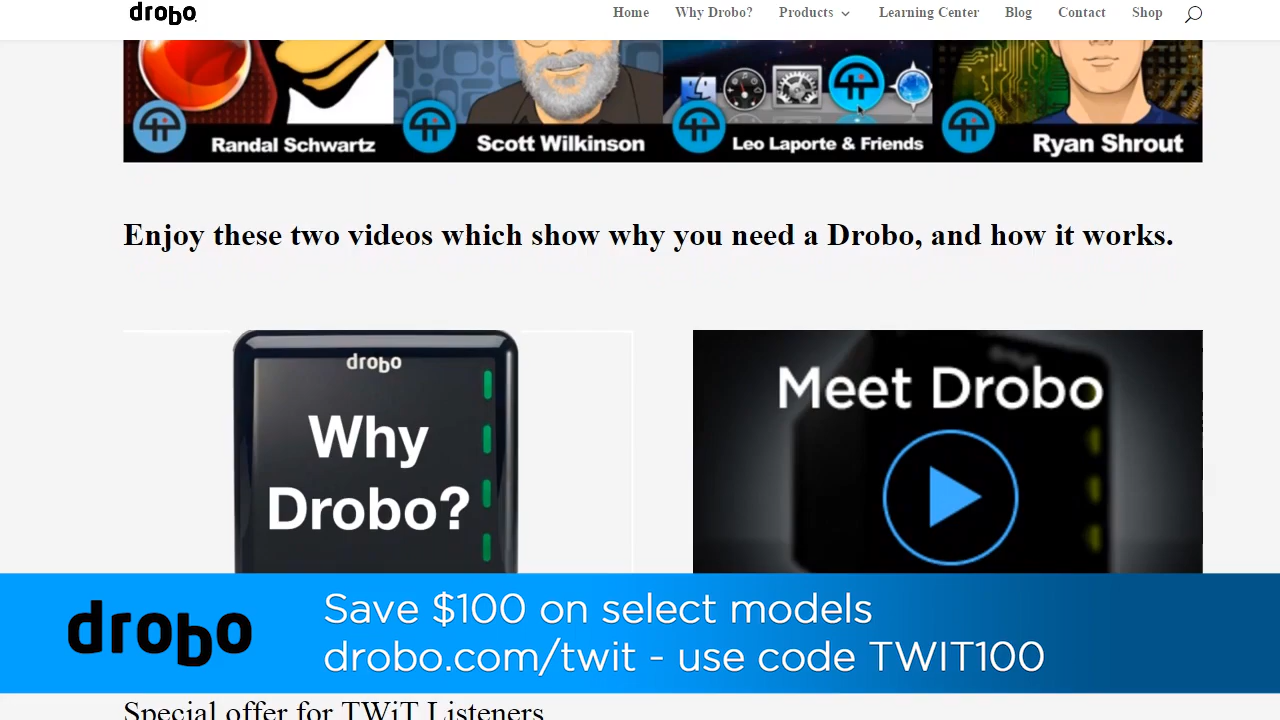 drobo
Home Why Drobo? Products Learning Center Blog Contact Shop
Randal Schwartz
Scott Wilkinson
Leo Laporte & Friends
Ryan Shrout
Enjoy these two videos which show why you need a Drobo, and how it works.
drobo
Why
Drobo?
Meet Drobo
drobo
Save $100 on select models
drobo.com/twit - use code TWIT100
Special offer for TWiT Listeners